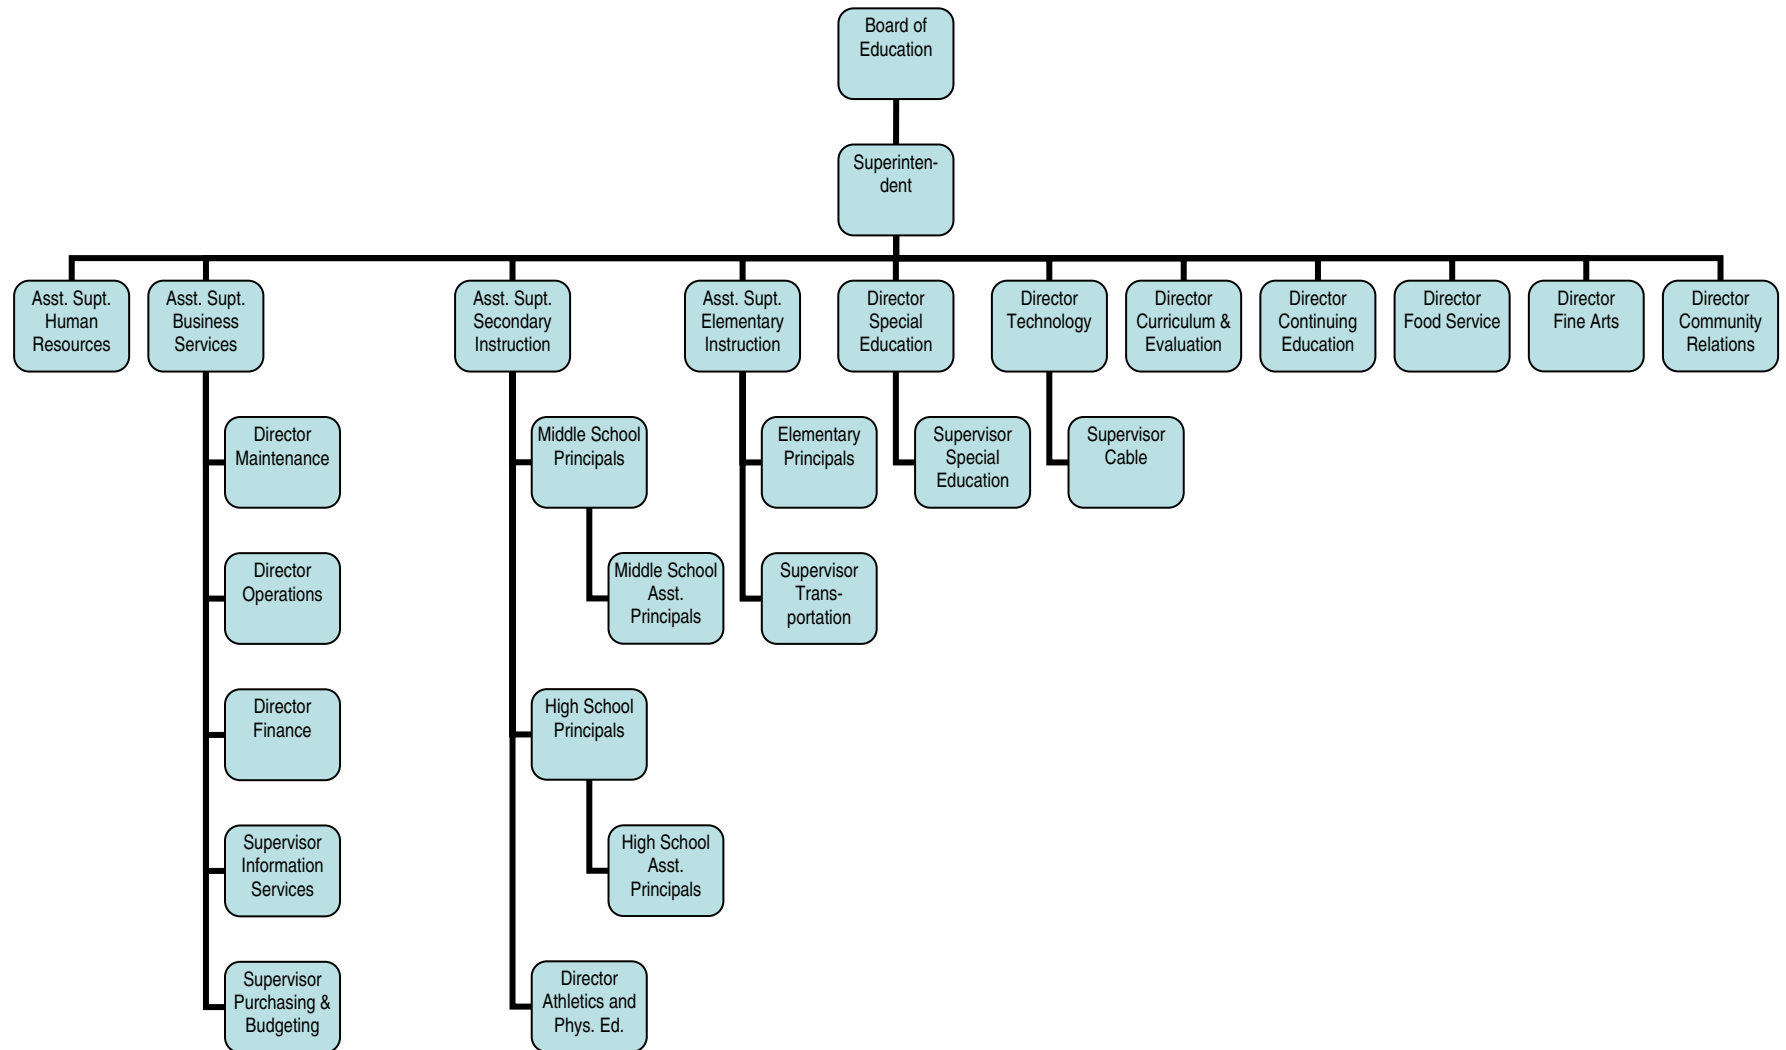 Board of
Education
Superinten-
dent
Asst. Supt.
Human
Resources
Asst. Supt.
Business
Services
Asst. Supt.
Secondary
Instruction
Asst. Supt.
Elementary
Instruction
Director
Special
Education
Director
Technology
Director
Curriculum &
Evaluation
Director
Continuing
Education
Director
Food Service
Director
Fine Arts
Director
Community
Relations
Director
Maintenance
Middle School
Principals
Elementary
Principals
Supervisor
Special
Education
Supervisor
Cable
Director
Operations
Middle School
Asst.
Principals
Supervisor
Trans-
portation
Director
Finance
High School
Principals
Supervisor
Information
Services
High School
Asst.
Principals
Supervisor
Purchasing &
Budgeting
Director
Athletics and
Phys. Ed.